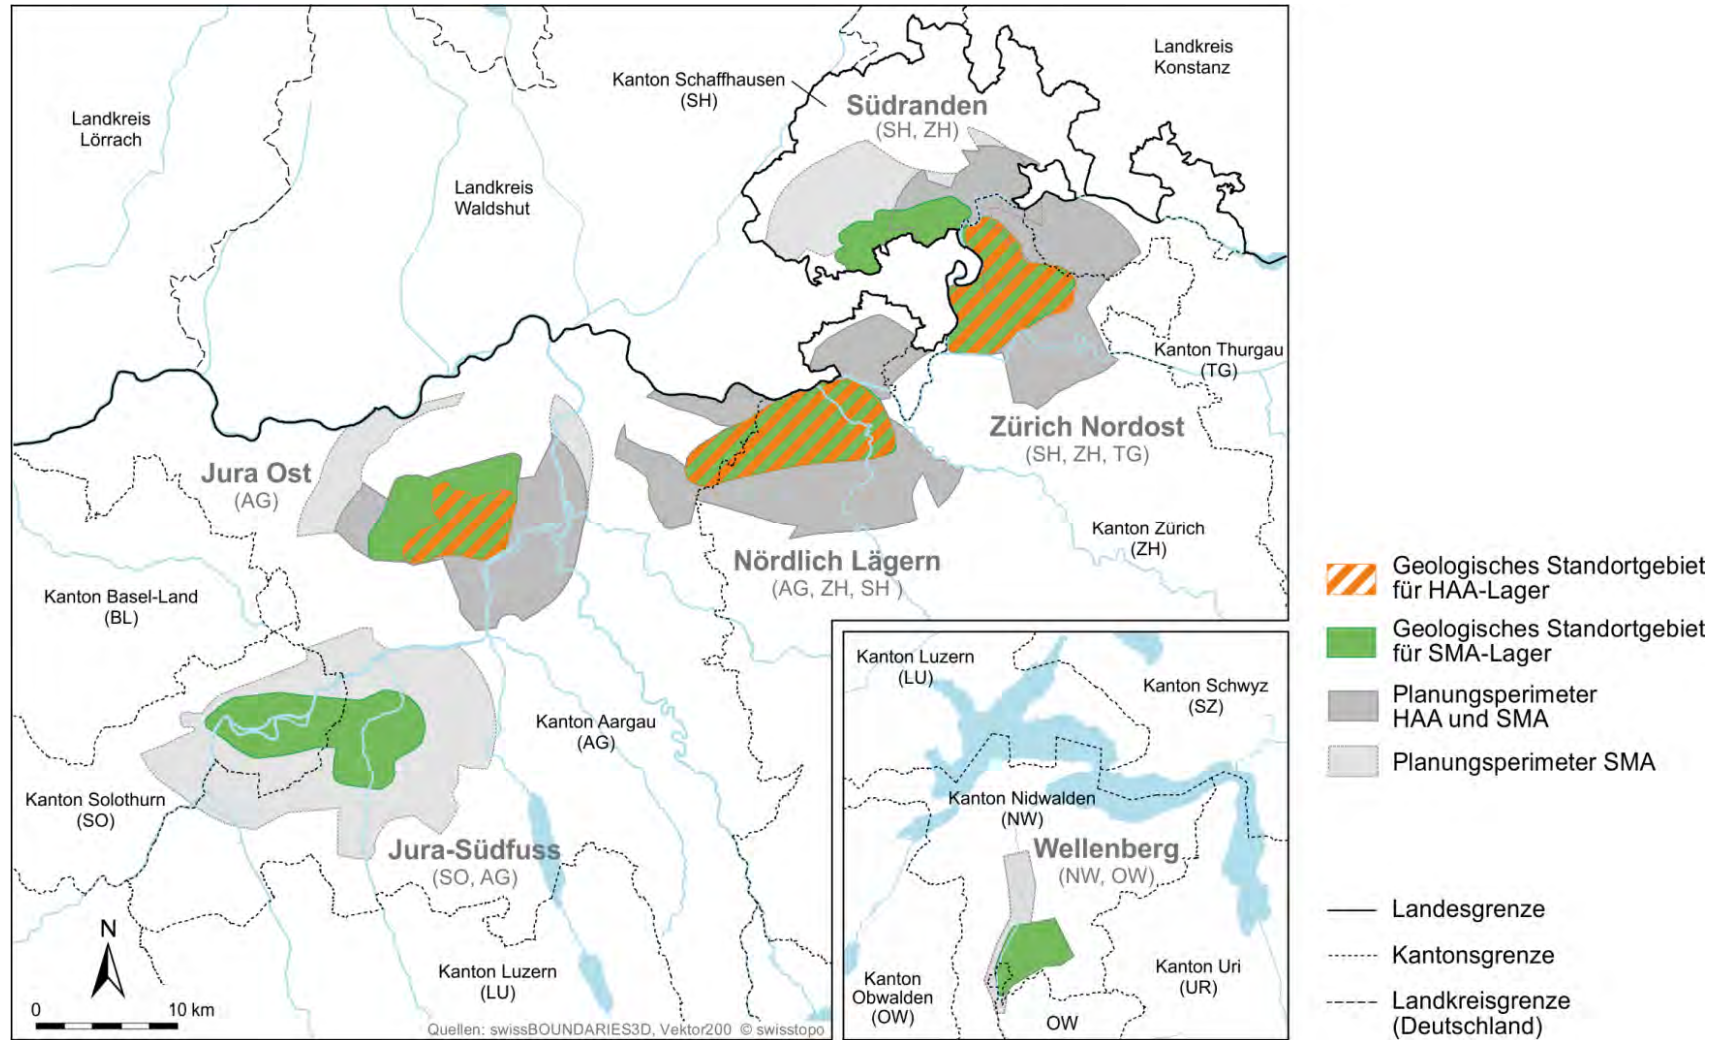 Landkreis
Konstanz
Kanton Schaffhausen
(SH)
Südranden
(SH, ZH)
Landkreis
Lörrach
Landkreis
Waldshut
Kanton Thurgau
(TG)
Zürich Nordost
(SH, ZH, TG)
Jura Ost
(AG)
Kanton Zürich
(ZH)
Nördlich Lägern
(AG, ZH, SH )
Kanton Basel-Land
(BL)
Kanton Aargau
(AG)
Kanton Solothurn
(SO)
Jura-Südfuss
(SO, AG)
Kanton Luzern
(LU)
N
0 10 km
Quellen: swissBOUNDARIES3D, Vektor200 © swisstopo
Kanton Luzern
(LU)
Kanton Schwyz
(SZ)
Kanton Nidwalden
(NW)
Wellenberg
(NW, OW)
Kanton
Obwalden
(OW)
Kanton Uri
(UR)
OW
Geologisches Standortgebiet
für HAA-Lager
Geologisches Standortgebiet
für SMA-Lager
Planungsperimeter
HAA und SMA
Planungsperimeter SMA
Landesgrenze
Kantonsgrenze
Landkreisgrenze
(Deutschland)